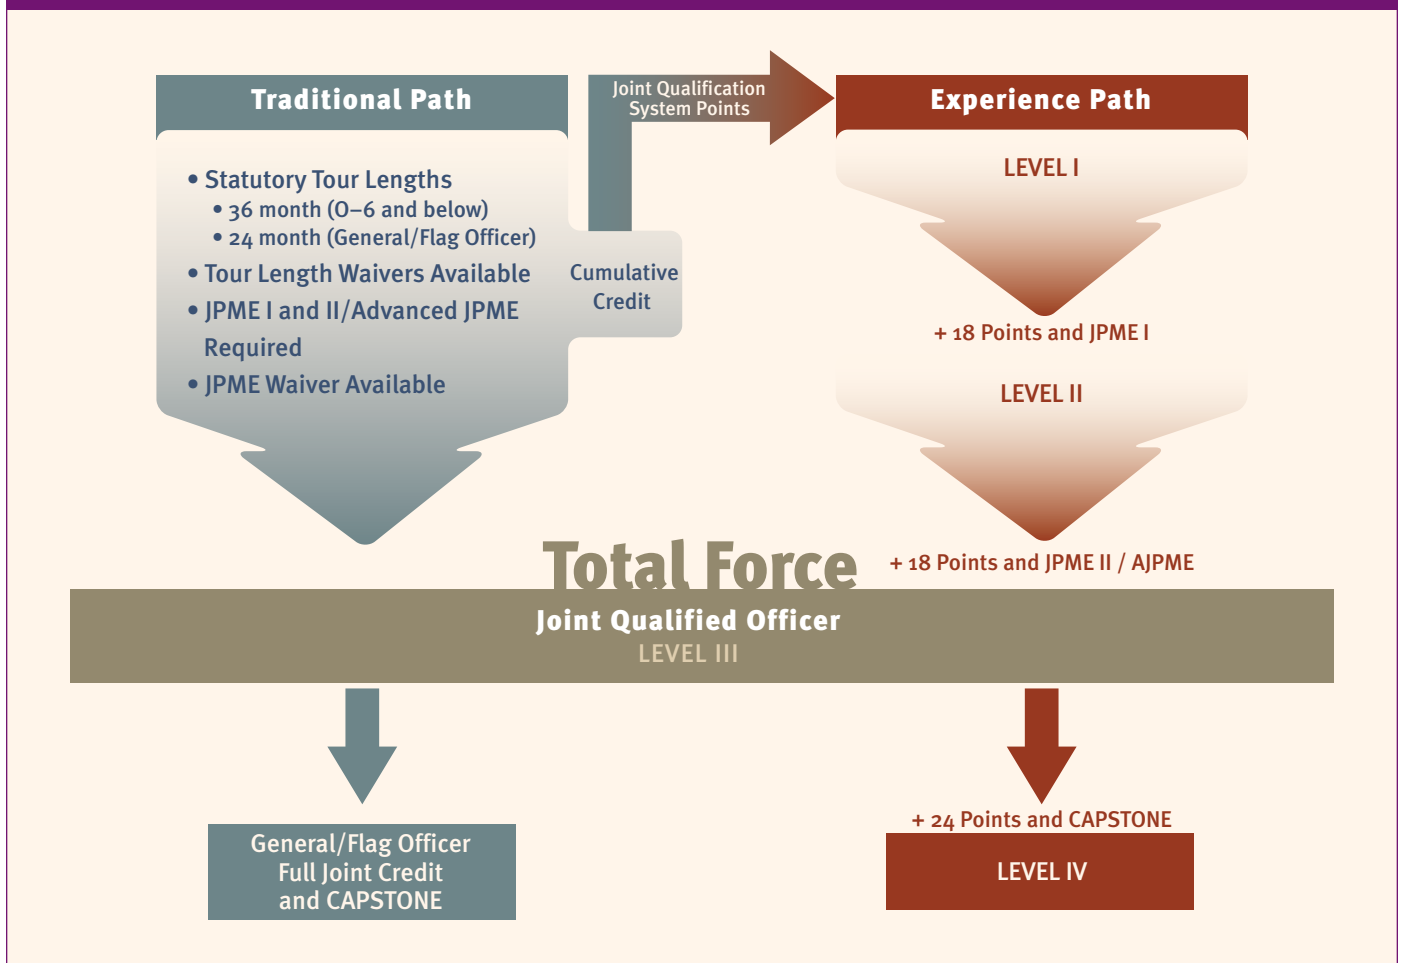 Traditional Path
• Statutory Tour Lengths
• 36 month (O–6 and below)
• 24 month (General/Flag Officer)
• Tour Length Waivers Available
• JPME I and II/Advanced JPME
Required
• JPME Waiver Available
Cumulative
Credit
Joint Qualification
System Points
Experience Path
LEVEL I
+ 18 Points and JPME I
LEVEL II
+ 18 Points and JPME II / AJPME
Total Force
Joint Qualified Officer
LEVEL III
General/Flag Officer
Full Joint Credit
and CAPSTONE
+ 24 Points and CAPSTONE
LEVEL IV